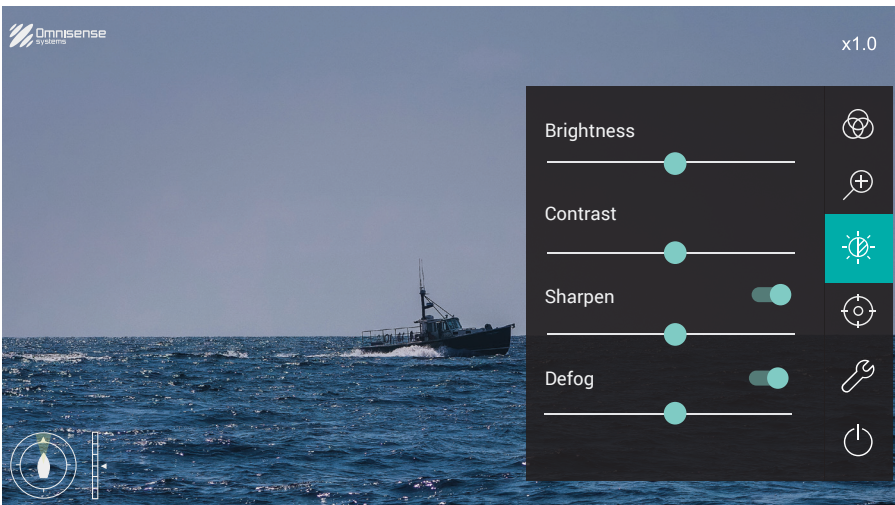 Omnisense
systems
x1.0
Brightness
Contrast
Sharpen
Defog